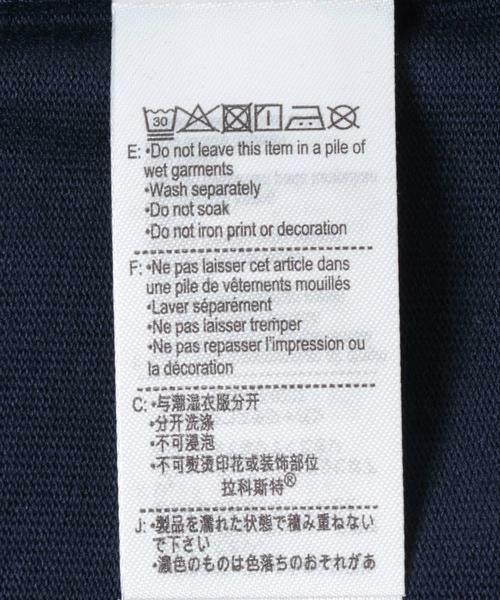 30
E: •Do not leave this item in a pile of
wet garments
•Wash separately
•Do not soak
•Do not iron print or decoration
F: •Ne pas laisser cet article dans
une pile de vêtements mouillés
•Laver séparément
•Ne pas laisser tremper
•Ne pas repasser l'impression ou
la décoration
C: •与潮湿衣服分开
•分开洗涤
•不可浸泡
•不可熨烫印花或装饰部位
拉科斯特®
J: •製品を濡れた状態で積み重ねない
で下さい
•濃色のものは色落ちのおそれがあ